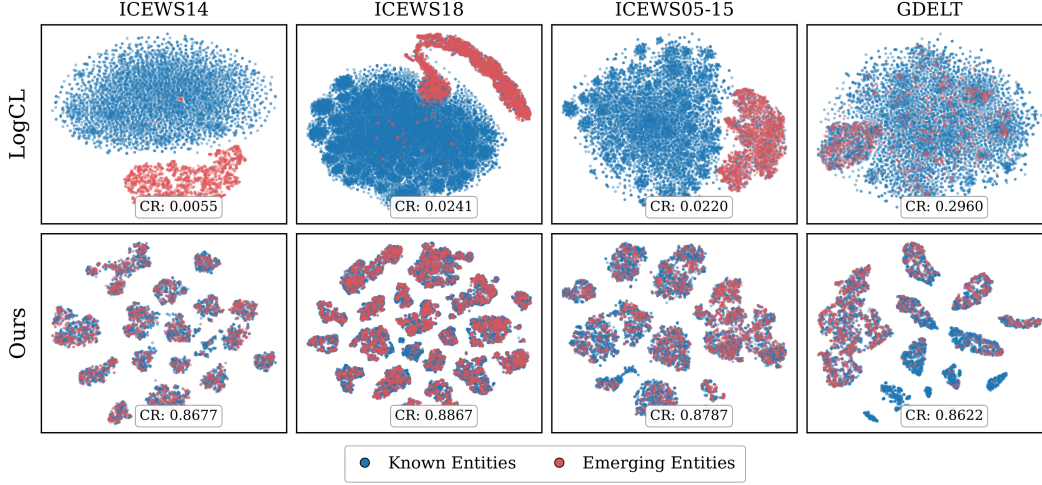 ICEWS14 ICEWS18 ICEWS05-15 GDELT
LogCL
CR: 0.0055 CR: 0.0241 CR: 0.0220 CR: 0.2960
Ours
CR: 0.8677 CR: 0.8867 CR: 0.8787 CR: 0.8622
Known Entities Emerging Entities